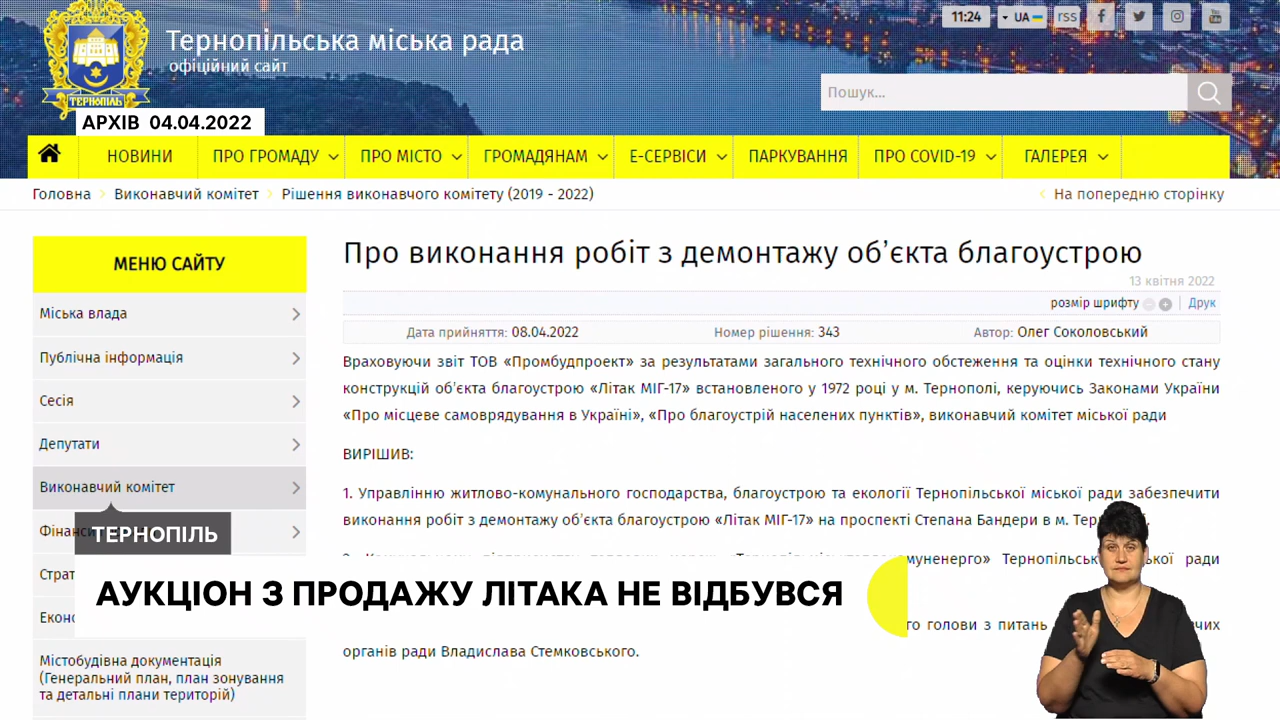 11:24
UA
rss
Тернопільська міська рада
офіційний сайт
Пошук...
ТЕРНОПІЛЬ
АРХІВ 04.04.2022
НОВИНИ
ПРО ГРОМАДУ
ПРО МІСТО
ГРОМАДЯНАМ
Е-СЕРВІСИ
ПАРКУВАННЯ
ПРО COVID-19
ГАЛЕРЕЯ
Головна
Виконавчий комітет
Рішення виконавчого комітету (2019 - 2022)
На попередню сторінку
МЕНЮ САЙТУ
Міська влада
Публічна інформація
Сесія
Депутати
Виконавчий комітет
Містобудівна документація
(Генеральний план, план зонування
та детальні плани територій)
Про виконання робіт з демонтажу об’єкта благоустрою
13 квітня 2022
розмір шрифту
Друк
Дата прийняття: 08.04.2022
Номер рішення: 343
Автор: Олег Соколовський
Враховуючи звіт ТОВ «Промбудпроект» за результатами загального технічного обстеження та оцінки технічного стану
конструкцій об’єкта благоустрою «Літак МІГ-17» встановленого у 1972 році у м. Тернополі, керуючись Законами України
«Про місцеве самоврядування в Україні», «Про благоустрій населених пунктів», виконавчий комітет міської ради
ВИРІШИВ:
1. Управлінню житлово-комунального господарства, благоустрою та екології Тернопільської міської ради забезпечити
виконання робіт з демонтажу об’єкта благоустрою «Літак МІГ-17» на проспекті Степана Бандери в м.
ради
голови з питань
органів ради Владислава Стемковського.
ТЕРНОПІЛЬ
АУКЦІОН З ПРОДАЖУ ЛІТАКА НЕ ВІДБУВСЯ